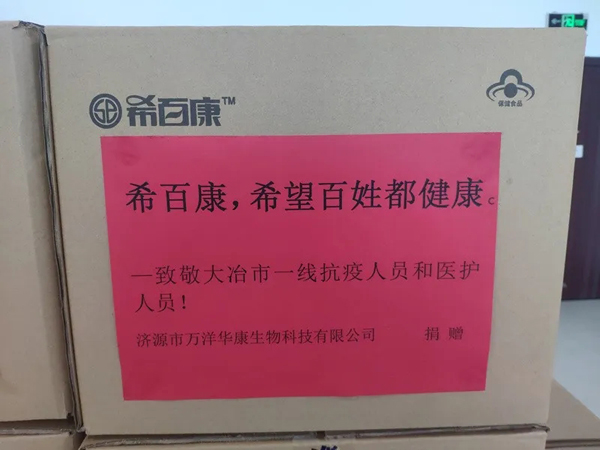 希百康™
保健食品
希百康，希望百姓都健康。
—致敬大冶市一线抗疫人员和医护
人员！
济源市万洋华康生物科技有限公司 捐赠